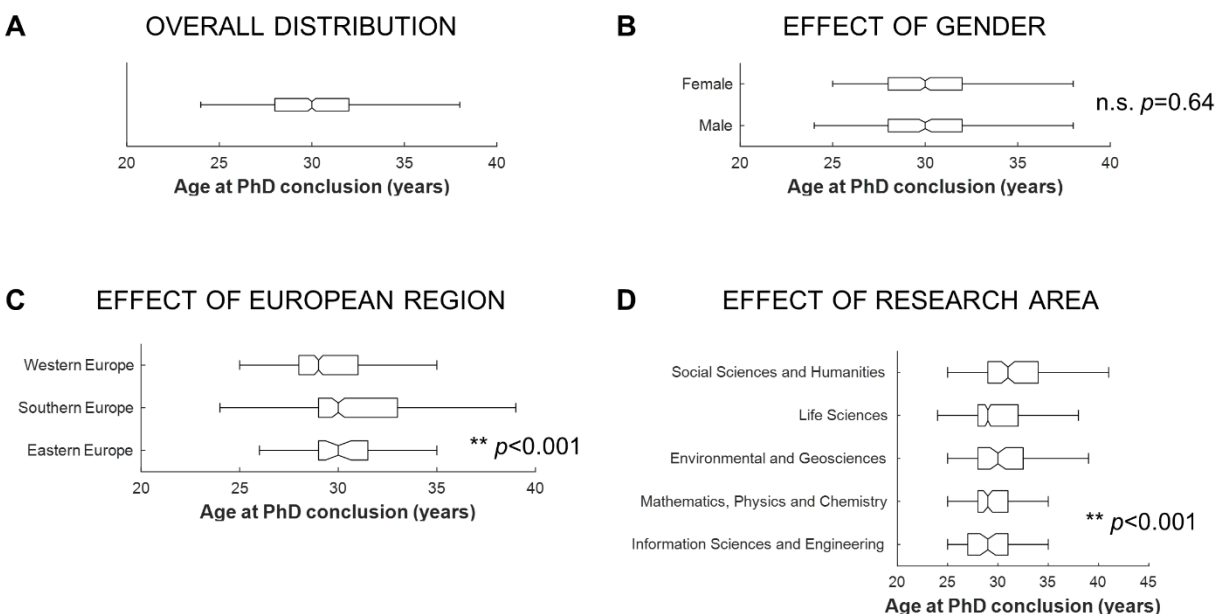 A OVERALL DISTRIBUTION
20 25 30 35 40
Age at PhD conclusion (years)
B EFFECT OF GENDER
Female
Male
n.s. p=0.64
20 25 30 35 40
Age at PhD conclusion (years)
C EFFECT OF EUROPEAN REGION
Western Europe
Southern Europe
Eastern Europe
** p<0.001
20 25 30 35 40
Age at PhD conclusion (years)
D EFFECT OF RESEARCH AREA
Social Sciences and Humanities
Life Sciences
Environmental and Geosciences
Mathematics, Physics and Chemistry
Information Sciences and Engineering
** p<0.001
20 25 30 35 40 45
Age at PhD conclusion (years)